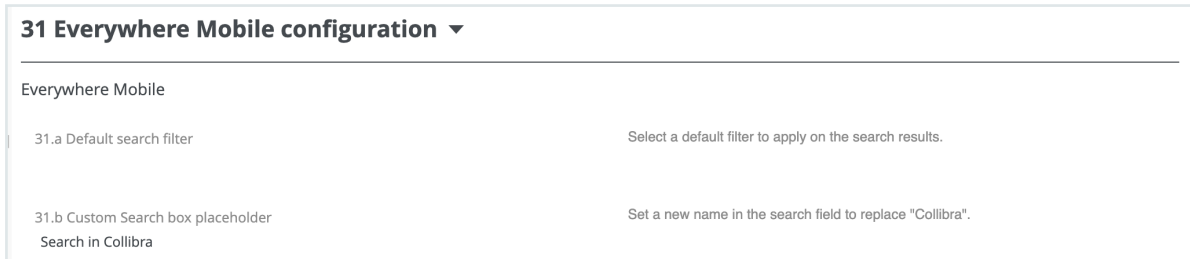 31 Everywhere Mobile configuration
Everywhere Mobile
31.a Default search filter
Select a default filter to apply on the search results.
31.b Custom Search box placeholder
Set a new name in the search field to replace "Collibra".
Search in Collibra